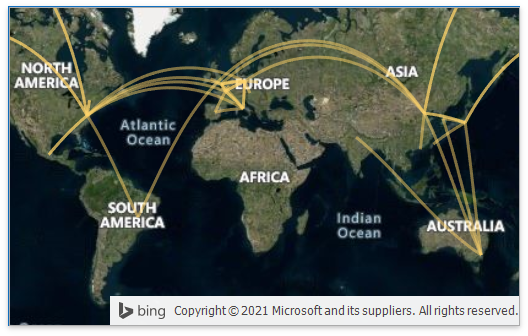 NORTH
AMERICA
EUROPE
ASIA
Atlantic
Ocean
AFRICA
SOUTH
AMERICA
Indian
Ocean
AUSTRALIA
bing Copyright © 2021 Microsoft and its suppliers. All rights reserved.